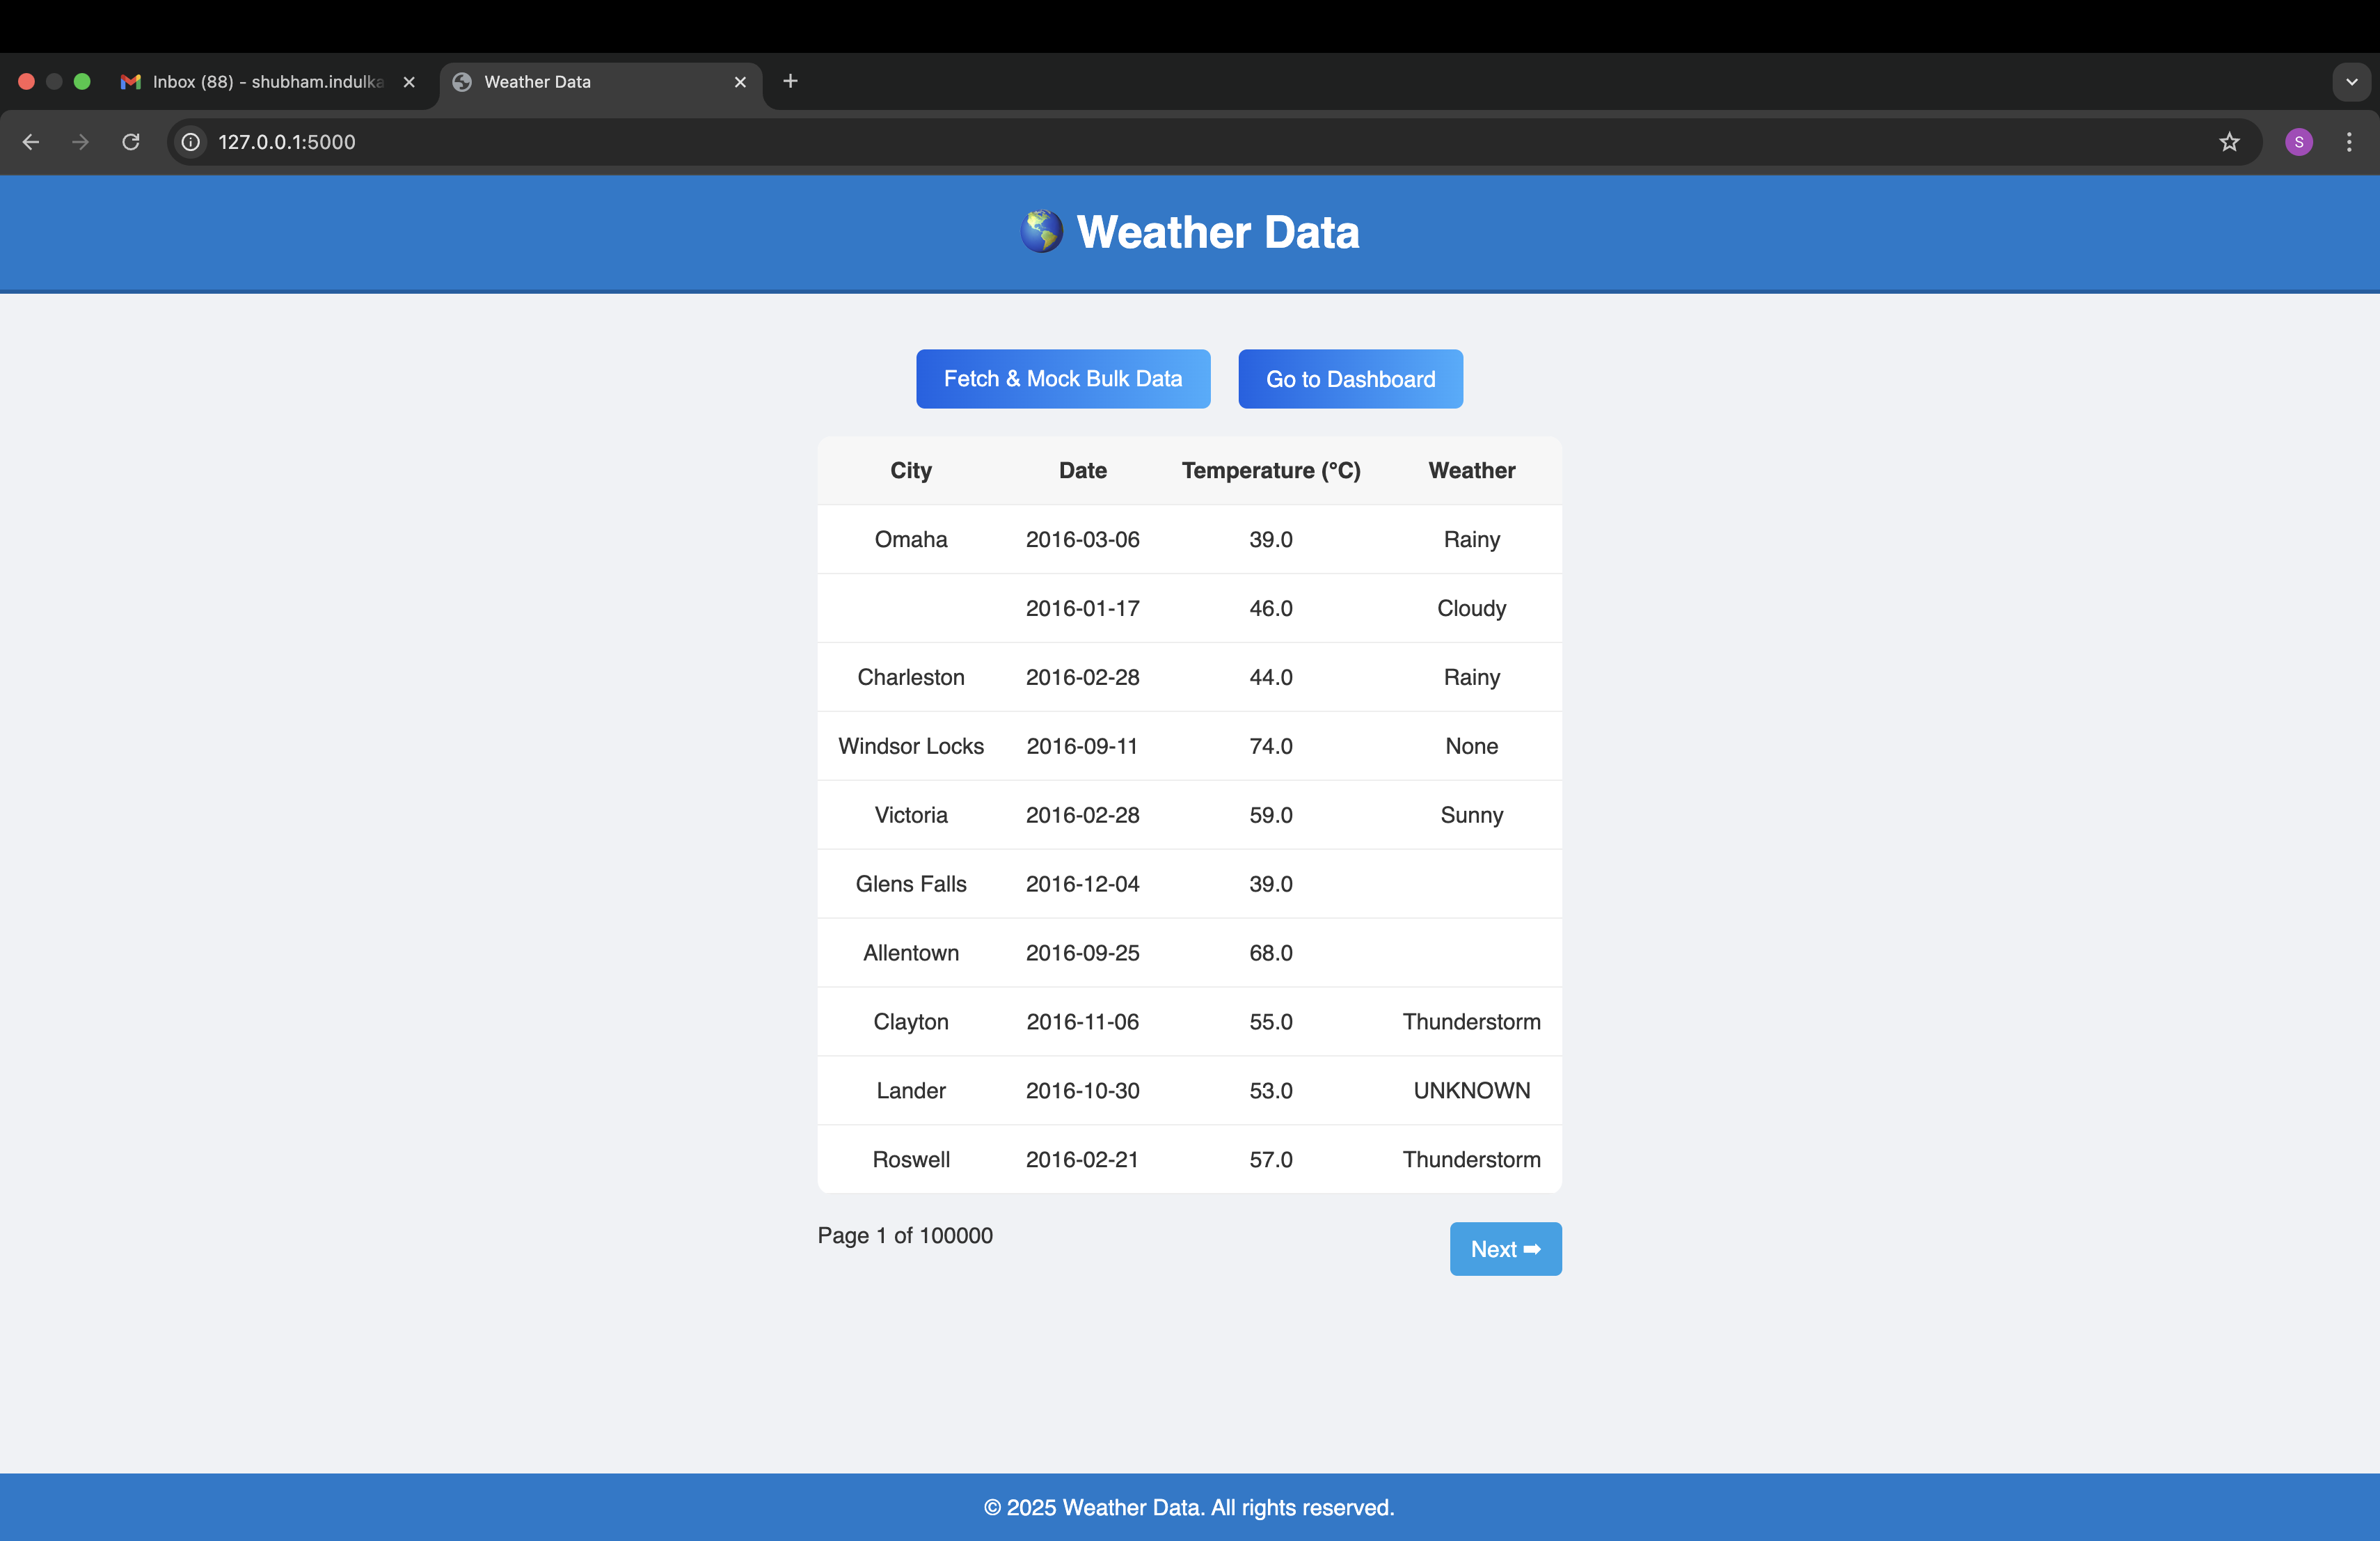 Inbox (88) - shubham.indulka
Weather Data
127.0.0.1:5000
S
Weather Data
Fetch & Mock Bulk Data Go to Dashboard
City Date Temperature (°C) Weather
Omaha 2016-03-06 39.0 Rainy
2016-01-17 46.0 Cloudy
Charleston 2016-02-28 44.0 Rainy
Windsor Locks 2016-09-11 74.0 None
Victoria 2016-02-28 59.0 Sunny
Glens Falls 2016-12-04 39.0
Allentown 2016-09-25 68.0
Clayton 2016-11-06 55.0 Thunderstorm
Lander 2016-10-30 53.0 UNKNOWN
Roswell 2016-02-21 57.0 Thunderstorm
Page 1 of 100000 Next ➡
© 2025 Weather Data. All rights reserved.